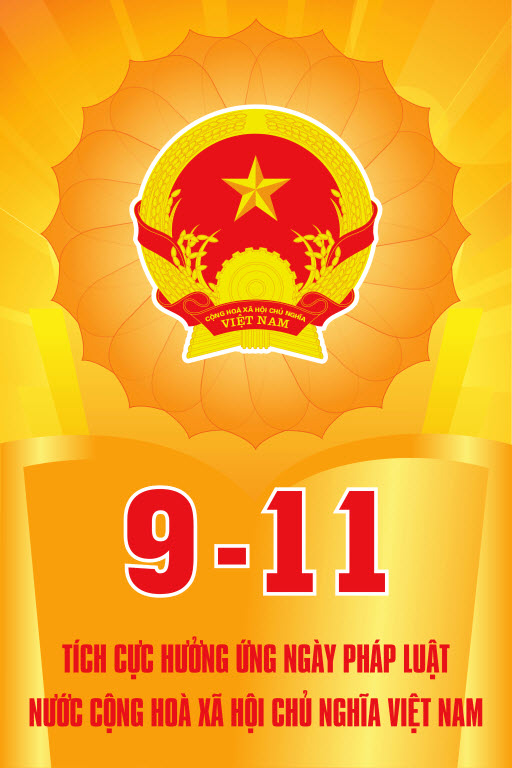 CỘNG HOÀ XÃ HỘI CHỦ NGHĨA
VIỆT NAM
9-11
TÍCH CỰC HƯỞNG ỨNG NGÀY PHÁP LUẬT
NƯỚC CỘNG HOÀ XÃ HỘI CHỦ NGHĨA VIỆT NAM